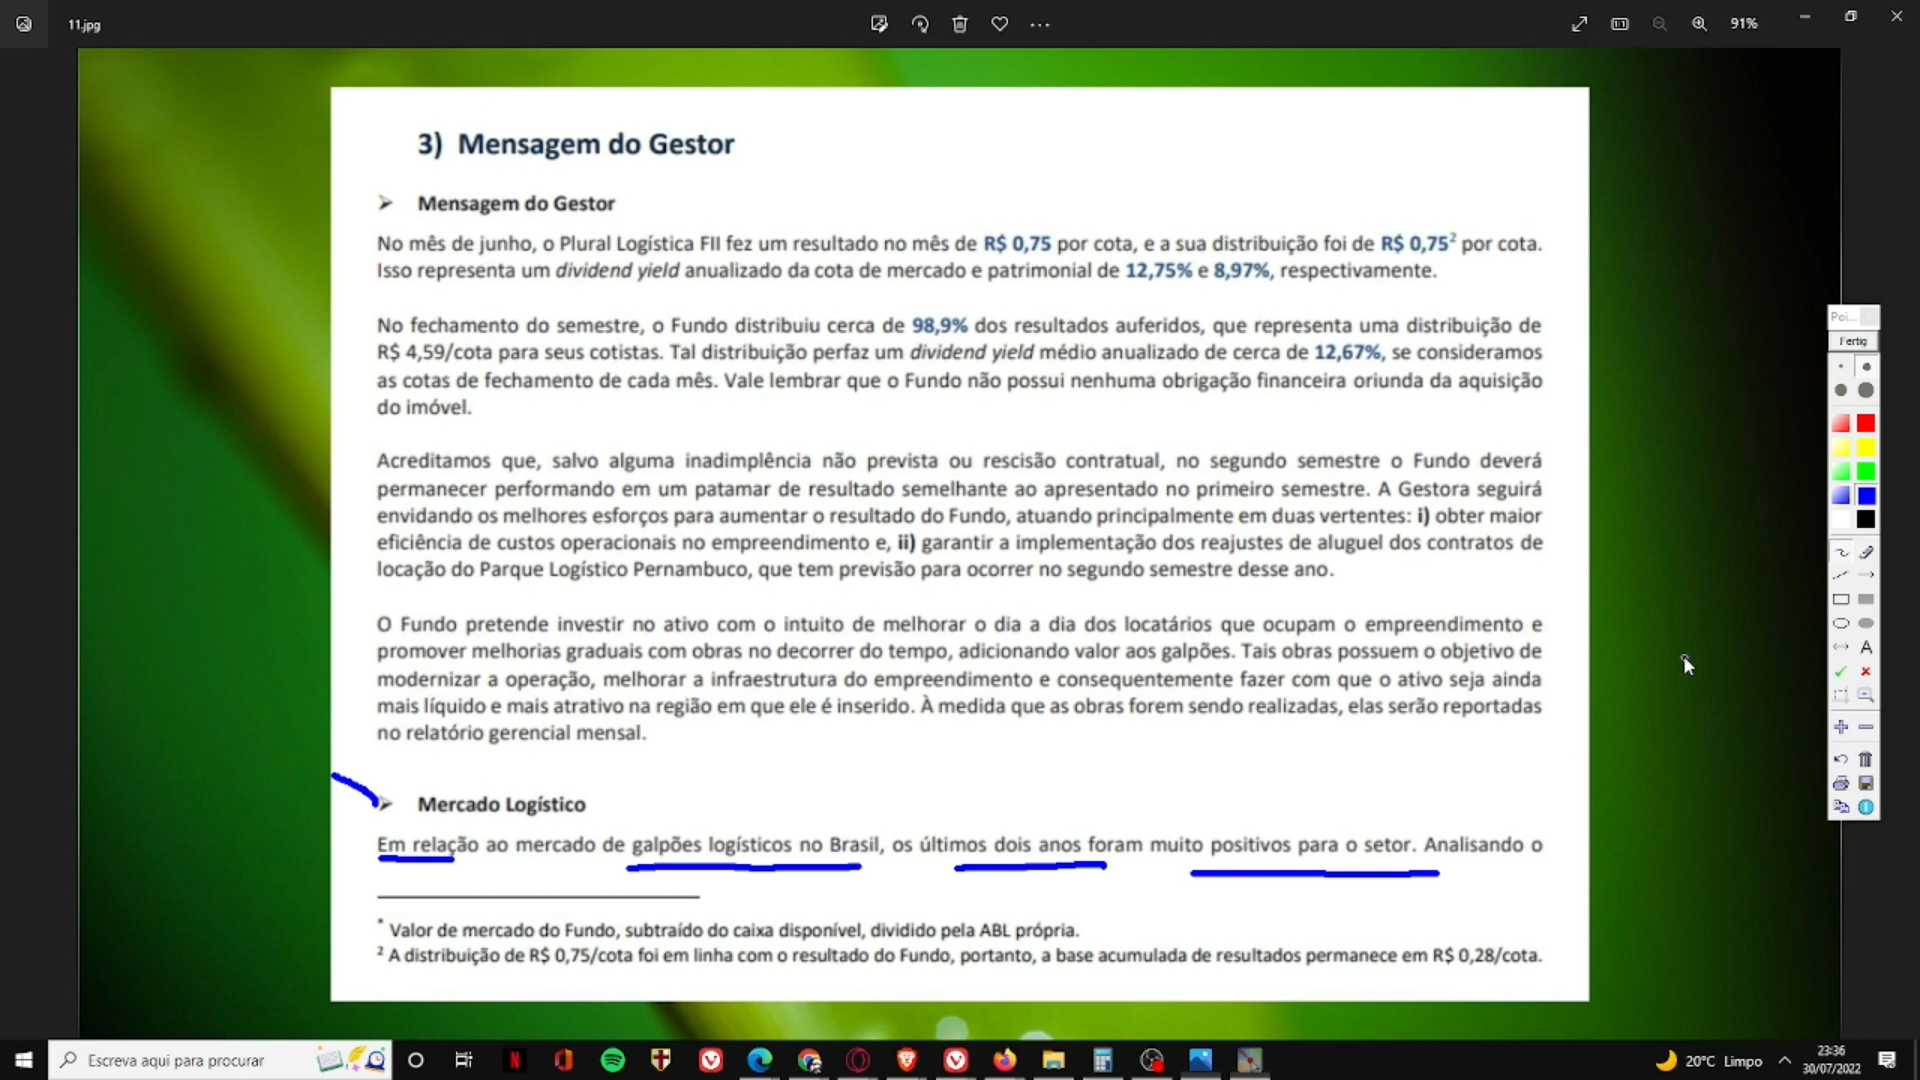 11.jpg
91%
3) Mensagem do Gestor
➢ Mensagem do Gestor
No mês de junho, o Plural Logística FII fez um resultado no mês de R$ 0,75 por cota, e a sua distribuição foi de R$ 0,75² por cota.
Isso representa um dividend yield anualizado da cota de mercado e patrimonial de 12,75% e 8,97%, respectivamente.
No fechamento do semestre, o Fundo distribuiu cerca de 98,9% dos resultados auferidos, que representa uma distribuição de
R$ 4,59/cota para seus cotistas. Tal distribuição perfaz um dividend yield médio anualizado de cerca de 12,67%, se consideramos
as cotas de fechamento de cada mês. Vale lembrar que o Fundo não possui nenhuma obrigação financeira oriunda da aquisição
do imóvel.
Acreditamos que, salvo alguma inadimplência não prevista ou rescisão contratual, no segundo semestre o Fundo deverá
permanecer performando em um patamar de resultado semelhante ao apresentado no primeiro semestre. A Gestora seguirá
envidando os melhores esforços para aumentar o resultado do Fundo, atuando principalmente em duas vertentes: i) obter maior
eficiência de custos operacionais no empreendimento e, ii) garantir a implementação dos reajustes de aluguel dos contratos de
locação do Parque Logístico Pernambuco, que tem previsão para ocorrer no segundo semestre desse ano.
O Fundo pretende investir no ativo com o intuito de melhorar o dia a dia dos locatários que ocupam o empreendimento e
promover melhorias graduais com obras no decorrer do tempo, adicionando valor aos galpões. Tais obras possuem o objetivo de
modernizar a operação, melhorar a infraestrutura do empreendimento e consequentemente fazer com que o ativo seja ainda
mais líquido e mais atrativo na região em que ele é inserido. À medida que as obras forem sendo realizadas, elas serão reportadas
no relatório gerencial mensal.
➢ Mercado Logístico
Em relação ao mercado de galpões logísticos no Brasil, os últimos dois anos foram muito positivos para o setor. Analisando o
* Valor de mercado do Fundo, subtraído do caixa disponível, dividido pela ABL própria.
² A distribuição de R$ 0,75/cota foi em linha com o resultado do Fundo, portanto, a base acumulada de resultados permanece em R$ 0,28/cota.
Poi...
Fertig
A
Escreva aqui para procurar
20°C Limpo
23:36
30/07/2022